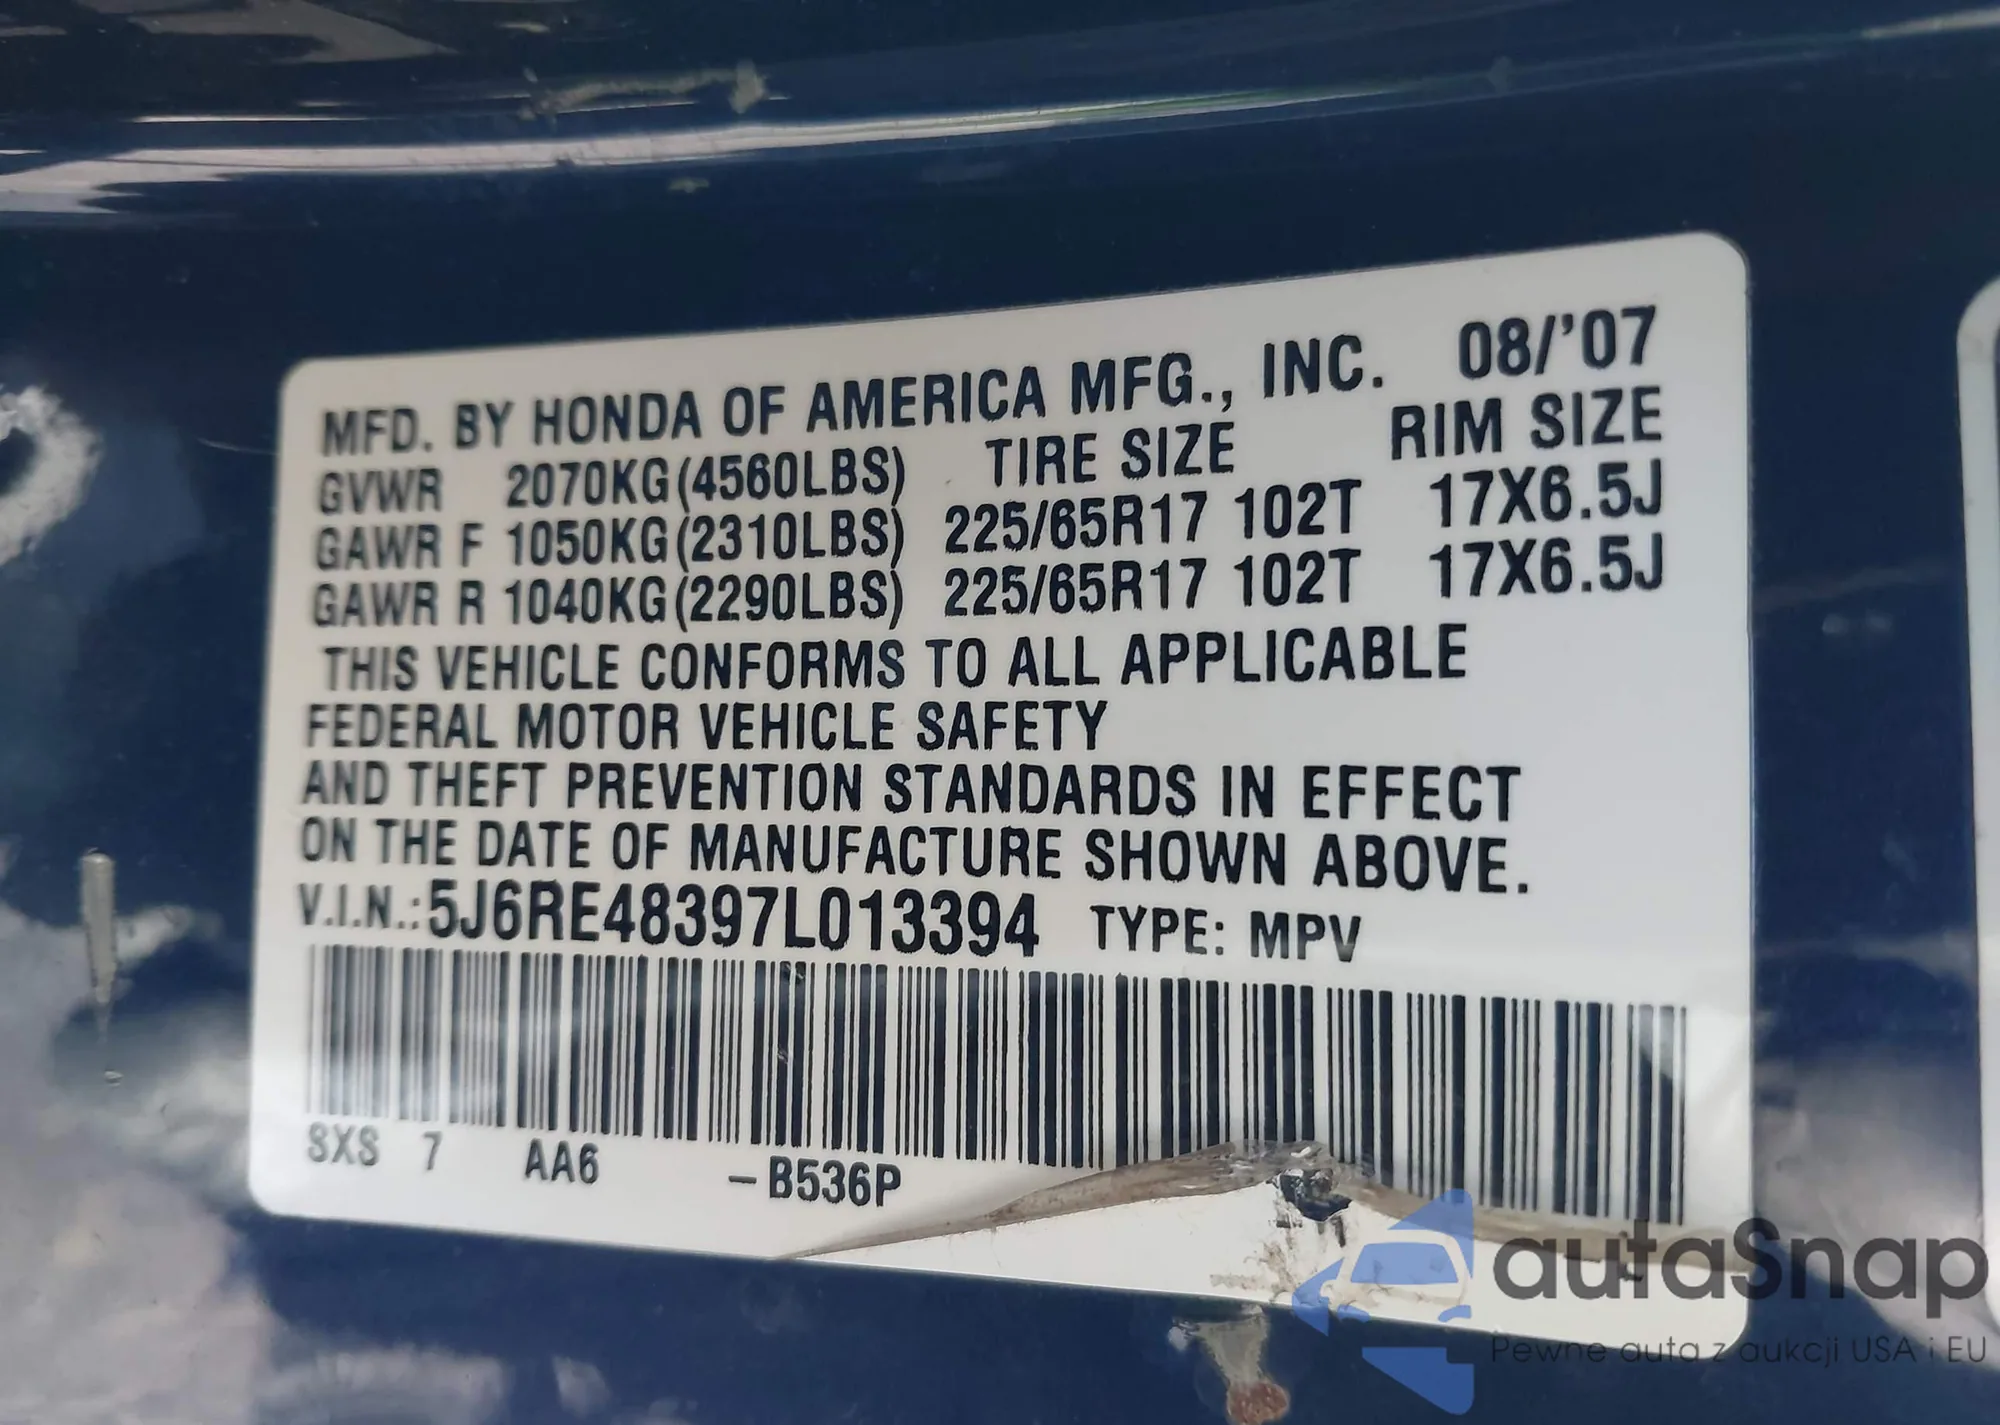 MFD. BY HONDA OF AMERICA MFG., INC. 08/'07
GVWR 2070KG(4560LBS) TIRE SIZE RIM SIZE
GAWR F 1050KG(2310LBS) 225/65R17 102T 17X6.5J
GAWR R 1040KG(2290LBS) 225/65R17 102T 17X6.5J
THIS VEHICLE CONFORMS TO ALL APPLICABLE
FEDERAL MOTOR VEHICLE SAFETY
AND THEFT PREVENTION STANDARDS IN EFFECT
ON THE DATE OF MANUFACTURE SHOWN ABOVE.
V.I.N.:5J6RE48397L013394 TYPE: MPV
SXS 7 AA6 –B536P
autaSnap
Pewne auta z aukcji USA i EU